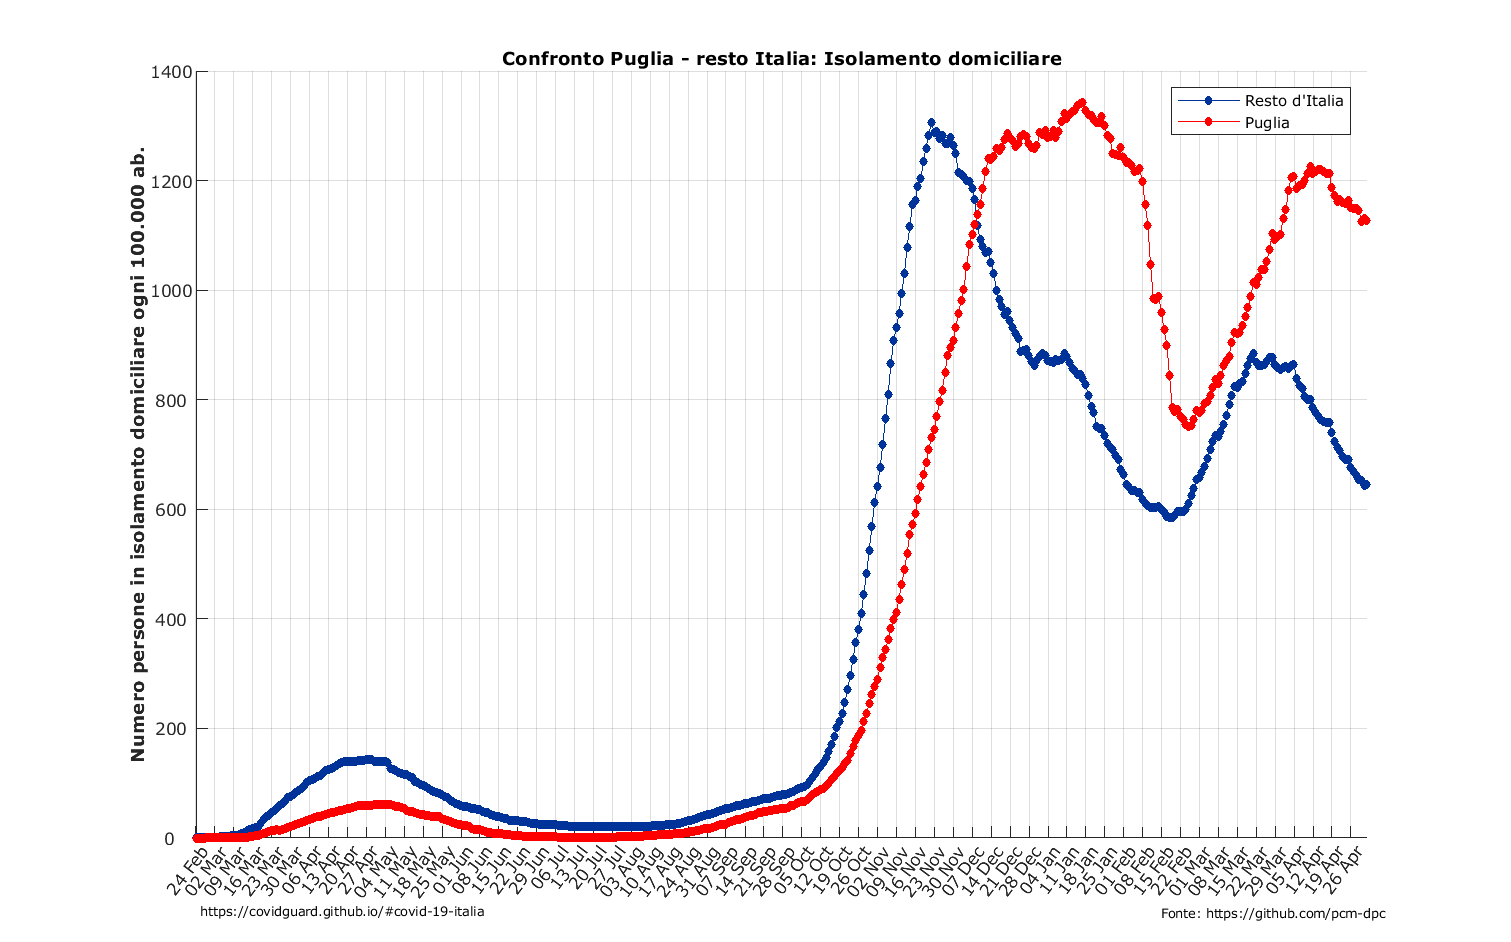 Confronto Puglia - resto Italia: Isolamento domiciliare
Resto d'Italia
Puglia
Numero persone in isolamento domiciliare ogni 100.000 ab.
1400
1200
1000
800
600
400
200
0
24 Feb
02 Mar
09 Mar
16 Mar
23 Mar
30 Mar
06 Apr
13 Apr
20 Apr
27 Apr
04 May
11 May
18 May
25 May
01 Jun
08 Jun
15 Jun
22 Jun
29 Jun
06 Jul
13 Jul
20 Jul
27 Jul
03 Aug
10 Aug
17 Aug
24 Aug
31 Aug
07 Sep
14 Sep
21 Sep
28 Sep
05 Oct
12 Oct
19 Oct
26 Oct
02 Nov
09 Nov
16 Nov
23 Nov
30 Nov
07 Dec
14 Dec
21 Dec
28 Dec
04 Jan
11 Jan
18 Jan
25 Jan
01 Feb
08 Feb
15 Feb
22 Feb
01 Mar
08 Mar
15 Mar
22 Mar
29 Mar
05 Apr
12 Apr
19 Apr
26 Apr
https://covidguard.github.io/#covid-19-italia
Fonte: https://github.com/pcm-dpc